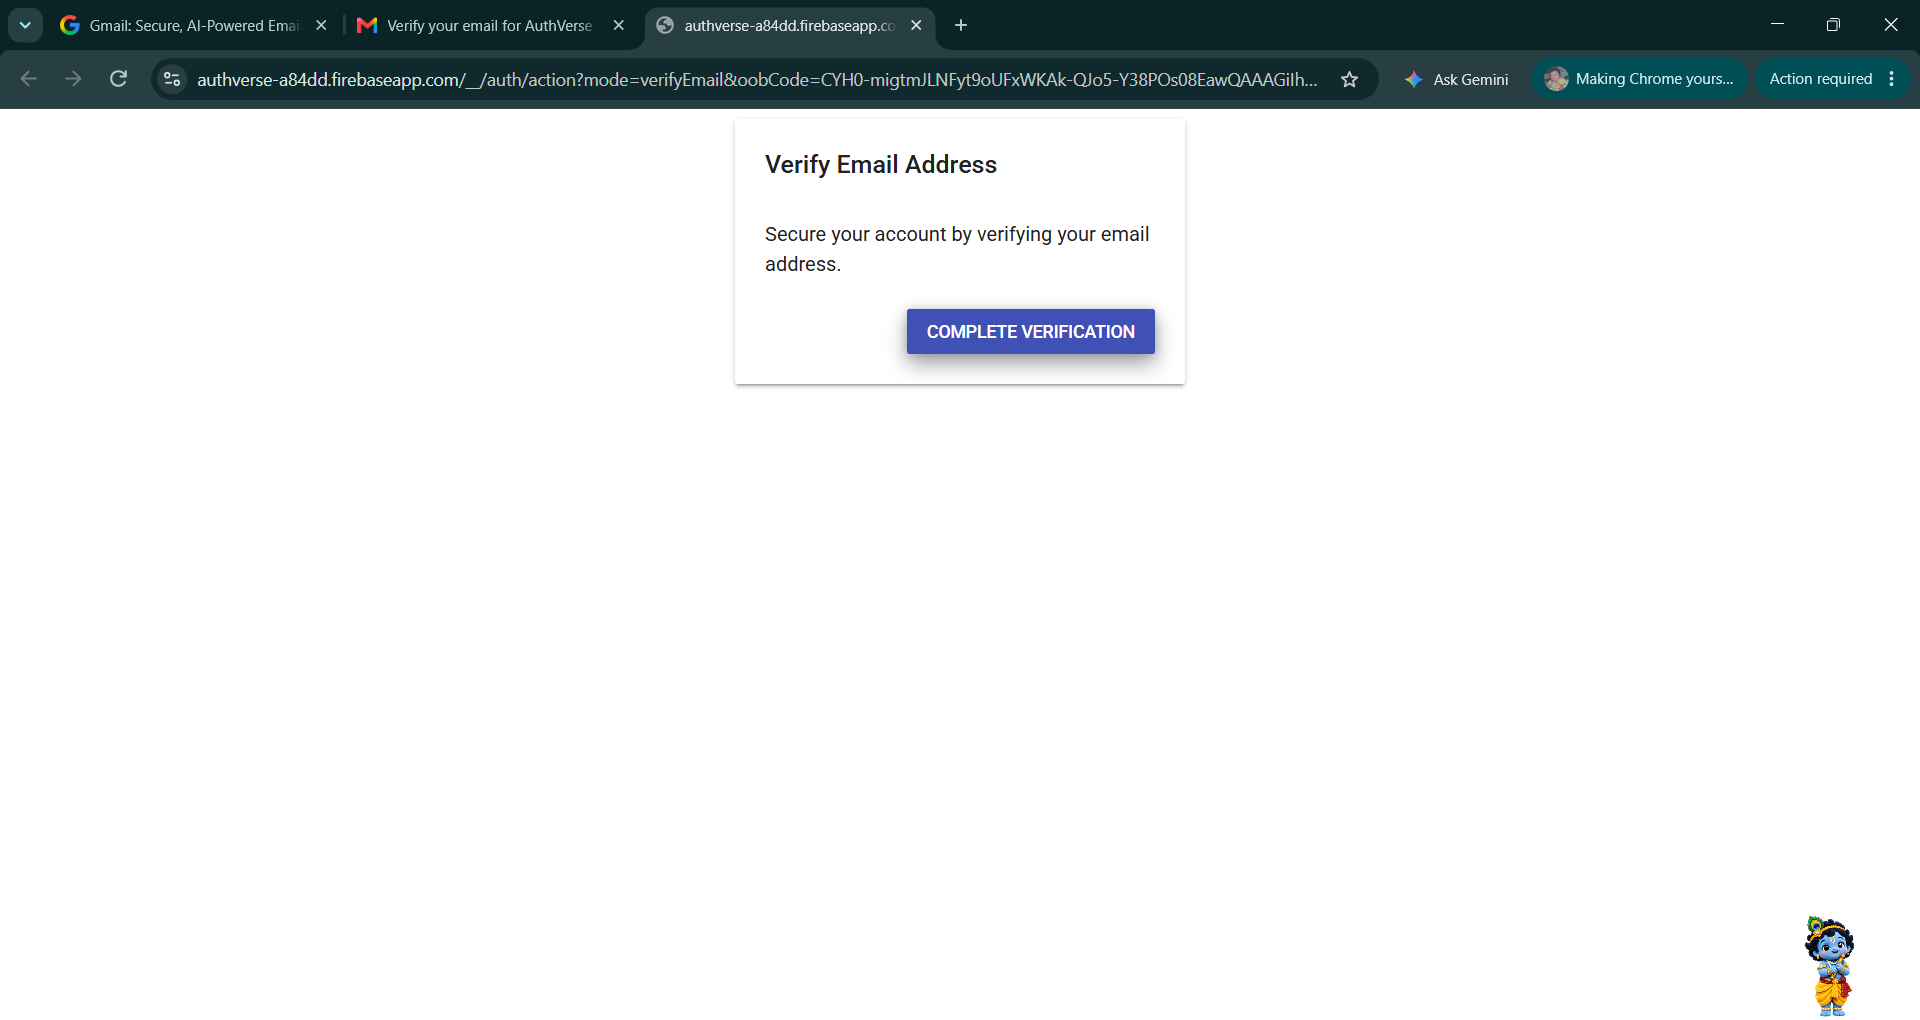 Gmail: Secure, AI-Powered Emai
Verify your email for AuthVerse
authverse-a84dd.firebaseapp.co
authverse-a84dd.firebaseapp.com/__/auth/action?mode=verifyEmail&oobCode=CYH0-migtmJLNFyt9oUFxWKAk-QJo5-Y38POs08EawQAAAGilh...
Ask Gemini
Making Chrome yours...
Action required
Verify Email Address
Secure your account by verifying your email
address.
COMPLETE VERIFICATION